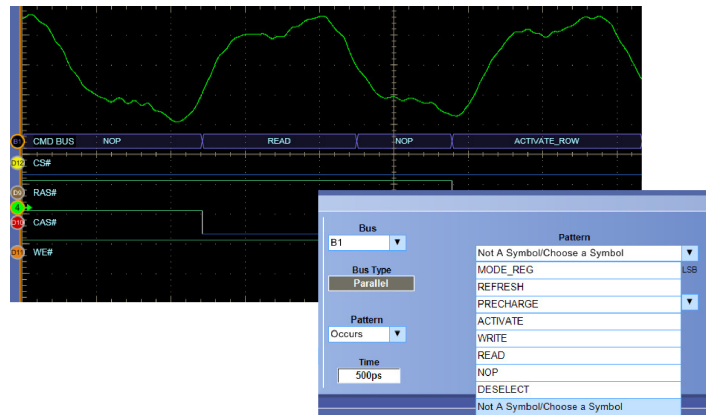 B1 CMD BUS NOP READ NOP ACTIVATE_ROW
D12 CS#
D9 RAS#
4
D10 CAS#
D11 WE#
Bus
B1
Bus Type
Parallel
Pattern
Occurs
Time
500ps
Pattern
Not A Symbol/Choose a Symbol
LSB
MODE_REG
REFRESH
PRECHARGE
ACTIVATE
WRITE
READ
NOP
DESELECT
Not A Symbol/Choose a Symbol